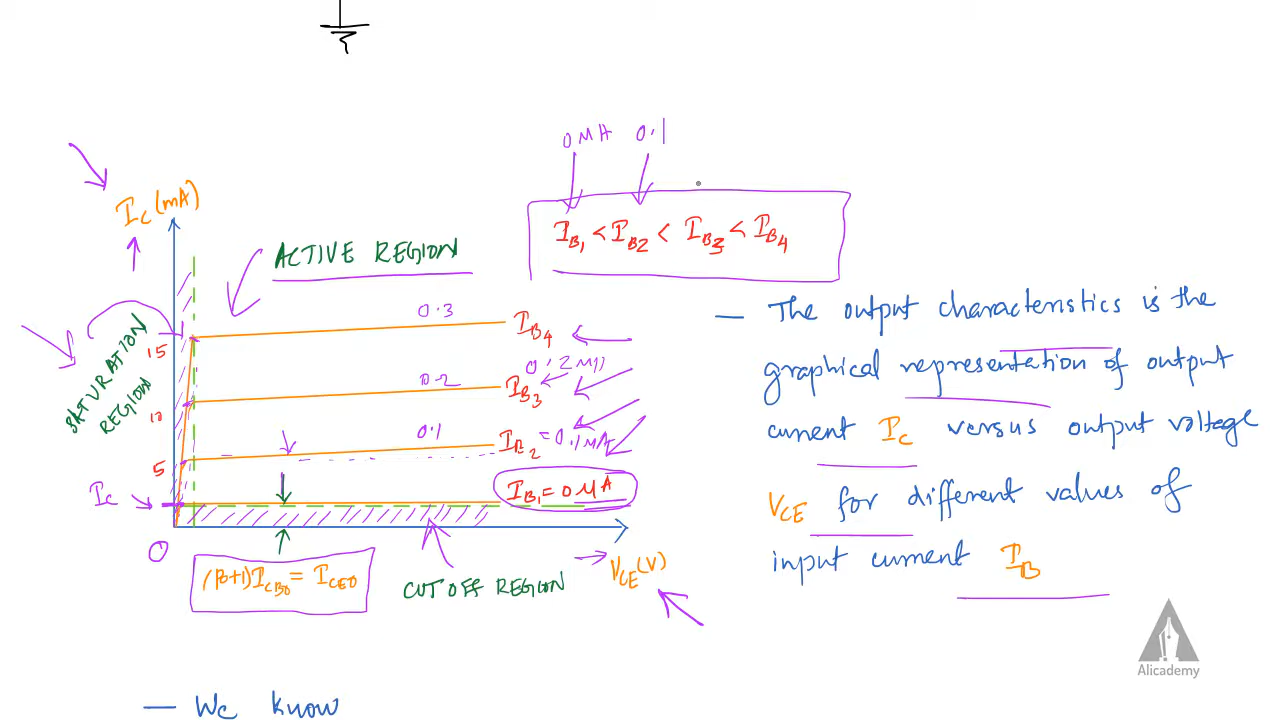 0 MA 0.1
IC (mA)
IB1 < IB2 < IB3 < IB4
ACTIVE REGION
0.3
IB4
15
SATURATION
REGION
0.2
0.2 MA
IB3
10
0.1
IB2 = 0.1 MA
5
IC
IB1 = 0 MA
0
(β+1)ICBO = ICEO
CUTOFF REGION
VCE (V)
— The output characteristics is the
graphical representation of output
current IC versus output voltage
VCE for different values of
input current IB
Alicademy
— We know